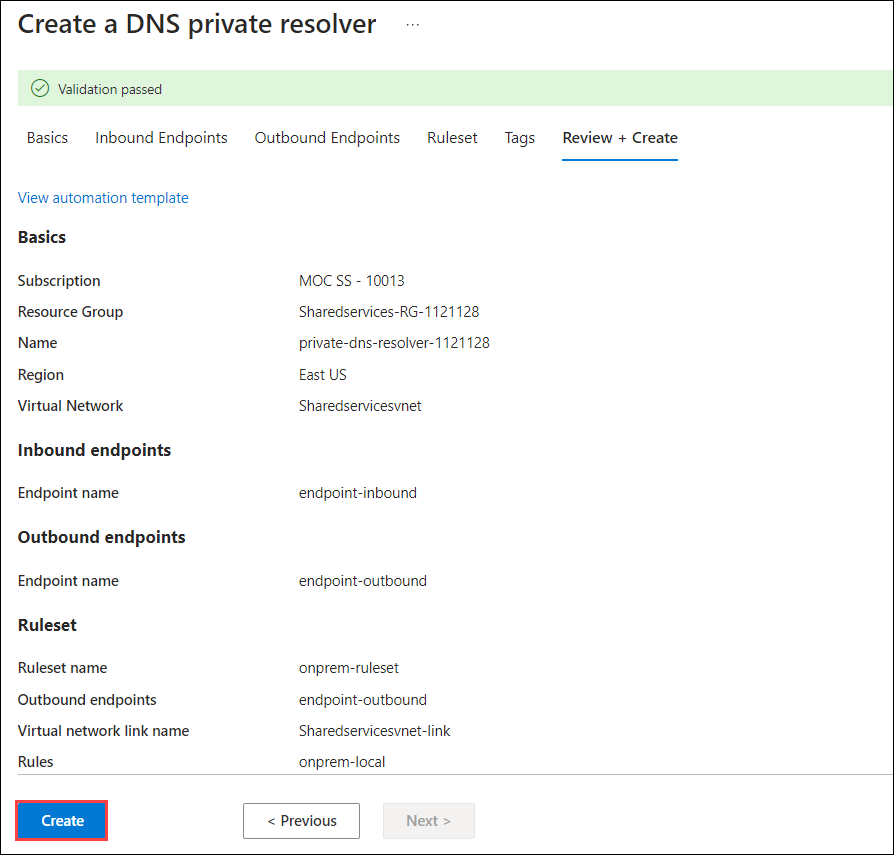 Create a DNS private resolver ...
Validation passed
Basics Inbound Endpoints Outbound Endpoints Ruleset Tags Review + Create
View automation template
Basics
Subscription MOC SS - 10013
Resource Group Sharedservices-RG-1121128
Name private-dns-resolver-1121128
Region East US
Virtual Network Sharedservicesvnet
Inbound endpoints
Endpoint name endpoint-inbound
Outbound endpoints
Endpoint name endpoint-outbound
Ruleset
Ruleset name onprem-ruleset
Outbound endpoints endpoint-outbound
Virtual network link name Sharedservicesvnet-link
Rules onprem-local
Create < Previous Next >